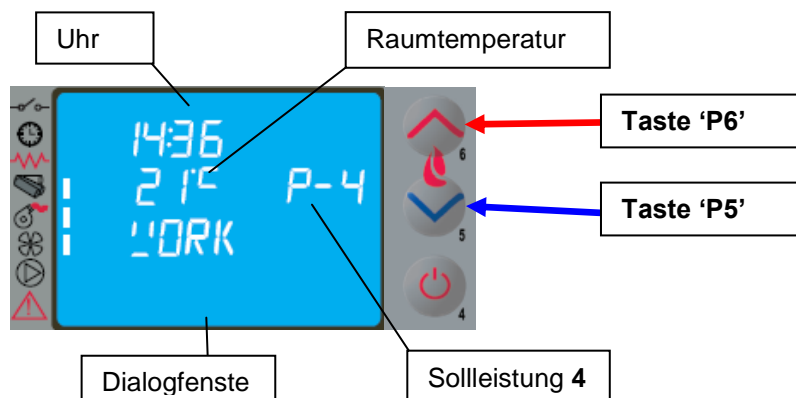 Uhr
Raumtemperatur
14:36
21°C P-4
WORK
6
5
4
Taste ‘P6’
Taste ‘P5’
Dialogfenste
Sollleistung 4